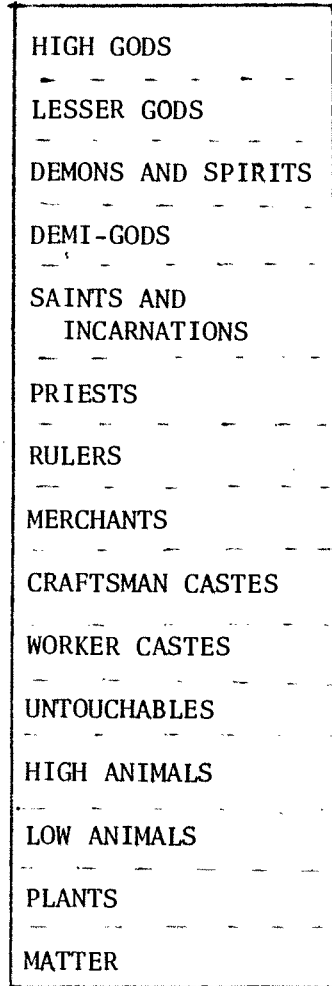 HIGH GODS
LESSER GODS
DEMONS AND SPIRITS
DEMI-GODS
SAINTS AND
INCARNATIONS
PRIESTS
RULERS
MERCHANTS
CRAFTSMAN CASTES
WORKER CASTES
UNTOUCHABLES
HIGH ANIMALS
LOW ANIMALS
PLANTS
MATTER